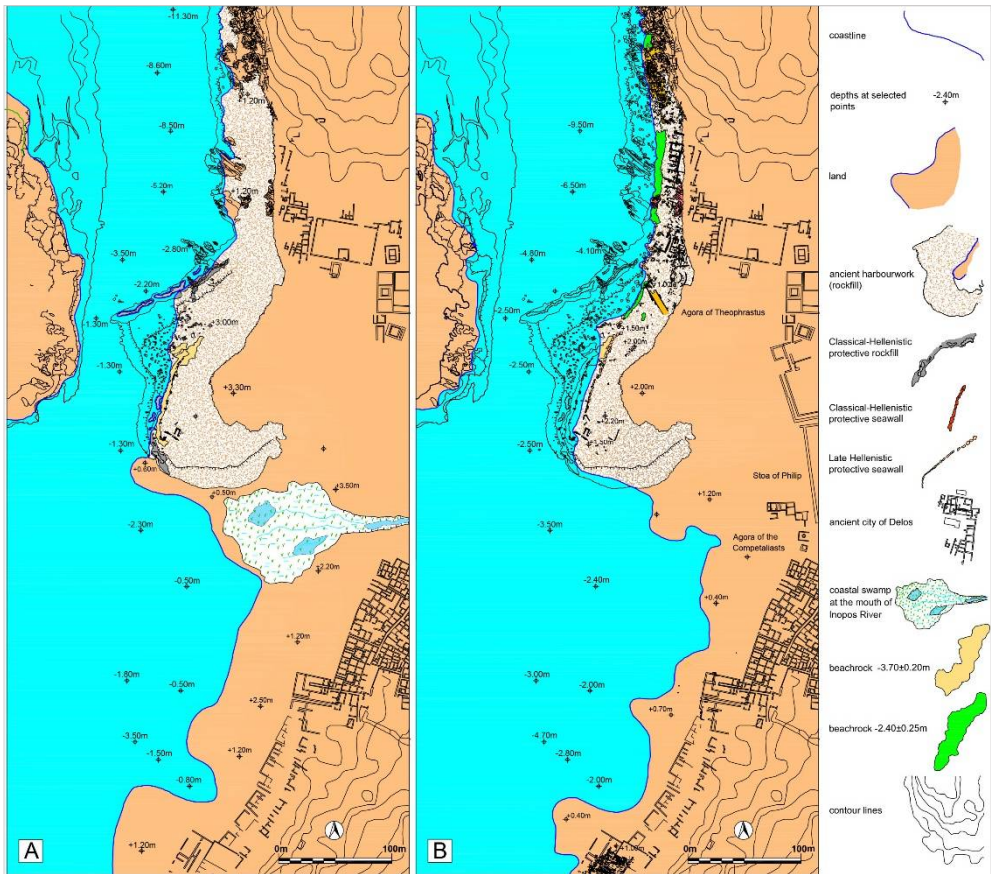 -11.30m
-8.60m
+1.20m
-8.50m
-5.20m
+1.20m
-2.80m
-3.50m
-2.20m
-1.30m
+3.00m
-1.30m
+3.30m
-1.30m
+0.60m
+0.80m
+3.80m
-2.30m
-0.50m
+2.20m
+1.20m
-1.80m
-0.50m
+2.50m
-3.50m
-1.50m
+1.20m
-0.80m
+1.20m
A
0m
100m
-9.50m
-6.50m
-4.10m
-4.80m
-2.50m
Agora of Theophrastus
+1.50m
+2.00m
-2.50m
+2.00m
+2.20m
+1.30m
-2.50m
Stoa of Philip
+1.20m
-3.50m
Agora of the
Competaliasts
-2.40m
+0.40m
-3.00m
-2.00m
+0.70m
-4.70m
-2.80m
-2.00m
+0.40m
+1.00m
B
0m
100m
coastline
depths at selected
points
-2.40m
land
ancient harbourwork
(rockfill)
Classical-Hellenistic
protective rockfill
Classical-Hellenistic
protective seawall
Late Hellenistic
protective seawall
ancient city of Delos
coastal swamp
at the mouth of
Inopos River
beachrock -3.70±0.20m
beachrock -2.40±0.25m
contour lines